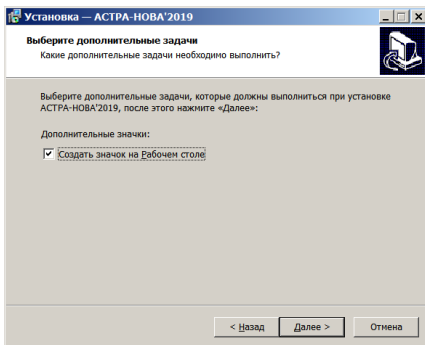 Установка — АСТРА-НОВА'2019
Выберите дополнительные задачи
Какие дополнительные задачи необходимо выполнить?
Выберите дополнительные задачи, которые должны выполниться при установке
АСТРА-НОВА'2019, после этого нажмите «Далее»:
Дополнительные значки:
Создать значок на Рабочем столе
< Назад Далее > Отмена